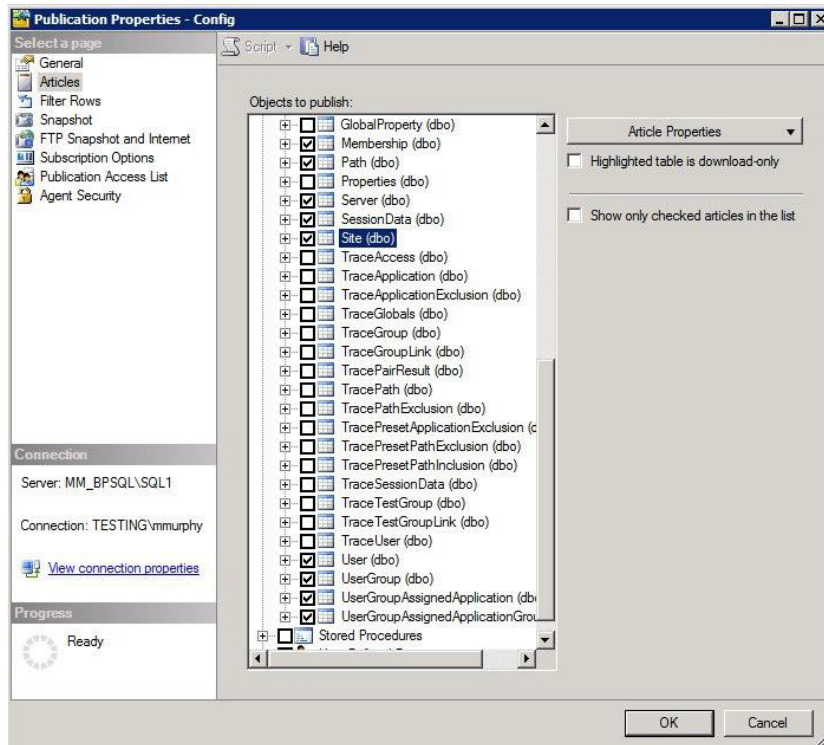 Publication Properties - Config
Select a page
General
Articles
Filter Rows
Snapshot
FTP Snapshot and Internet
Subscription Options
Publication Access List
Agent Security
Script
Help
Objects to publish:
GlobalProperty (dbo)
Membership (dbo)
Path (dbo)
Properties (dbo)
Server (dbo)
SessionData (dbo)
Site (dbo)
TraceAccess (dbo)
TraceApplication (dbo)
TraceApplicationExclusion (dbo)
TraceGlobals (dbo)
TraceGroup (dbo)
TraceGroupLink (dbo)
TracePairResult (dbo)
TracePath (dbo)
TracePathExclusion (dbo)
TracePresetApplicationExclusion (d
TracePresetPathExclusion (dbo)
TracePresetPathInclusion (dbo)
TraceSessionData (dbo)
TraceTestGroup (dbo)
TraceTestGroupLink (dbo)
TraceUser (dbo)
User (dbo)
UserGroup (dbo)
UserGroupAssignedApplication (dbo
UserGroupAssignedApplicationGrou
Stored Procedures
Article Properties
Highlighted table is download-only
Show only checked articles in the list
Connection
Server: MM_BPSQL\SQL1
Connection: TESTING\mmurphy
View connection properties
Progress
Ready
OK
Cancel